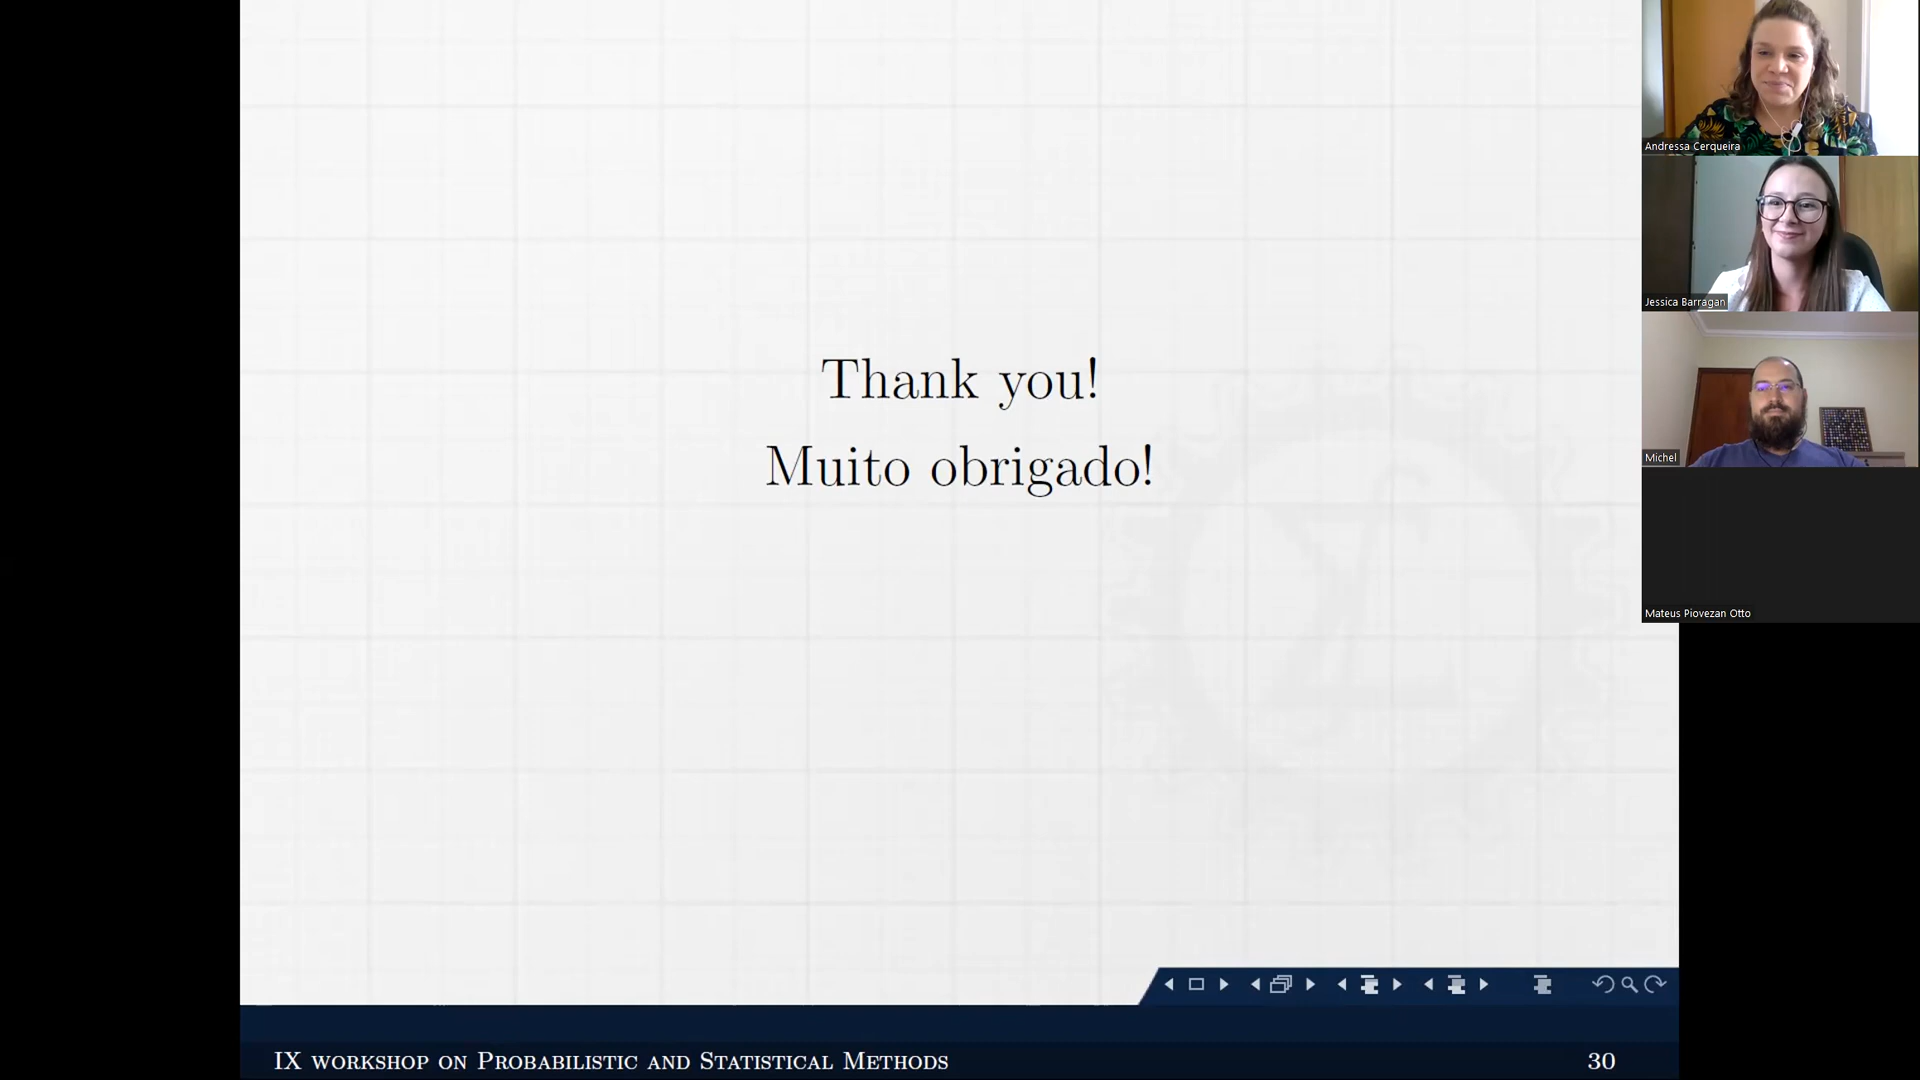 Thank you!
Muito obrigado!
IX WORKSHOP ON PROBABILISTIC AND STATISTICAL METHODS
30
Andressa Cerqueira
Jessica Barragan
Michel
Mateus Piovezan Otto